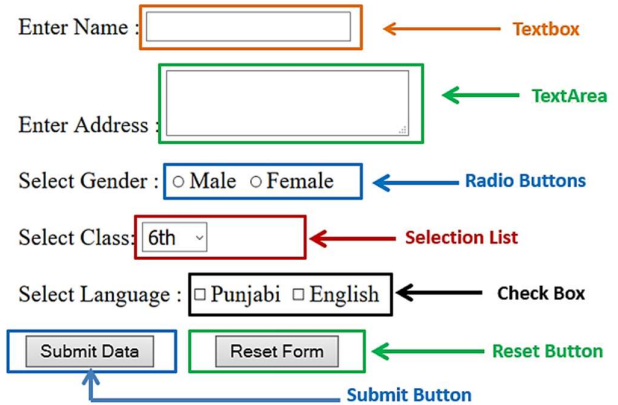 Enter Name : Textbox
Enter Address : TextArea
Select Gender : Male Female Radio Buttons
Select Class: 6th Selection List
Select Language : Punjabi English Check Box
Submit Data Reset Form Reset Button
Submit Button